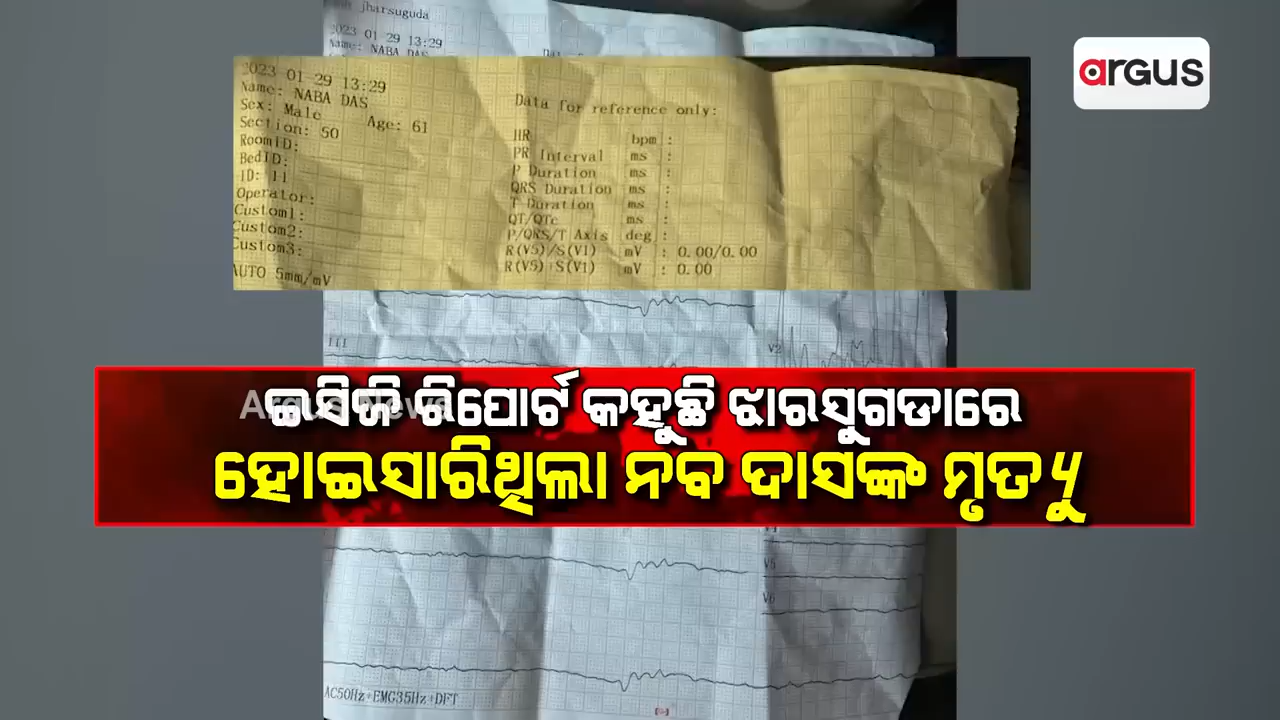 jharsuguda
2023 01-29 13:29
Name: NABA DAS
argus
2023 01-29 13:29
Name: NABA DAS
Sex: Male Age: 61
Section: 50
RoomID:
BedID:
ID: 11
Operator:
Custom1:
Custom2:
Custom3:
AUTO 5mm/mV
Data for reference only:
HR bpm :
PR Interval ms :
P Duration ms :
QRS Duration ms :
T Duration ms :
QT/QTc ms :
P/QRS/T Axis deg :
R(V5)/S(V1) mV : 0.00/0.00
R(V5)+S(V1) mV : 0.00
III
V2
Argus News
ଇସିଜି ରିପୋର୍ଟ କହୁଛି ଝାରସୁଗଡାରେ
ହୋଇସାରିଥିଲା ନବ ଦାସଙ୍କ ମୃତ୍ୟୁ
V5
V6
AC50Hz+EMG35Hz+DFT